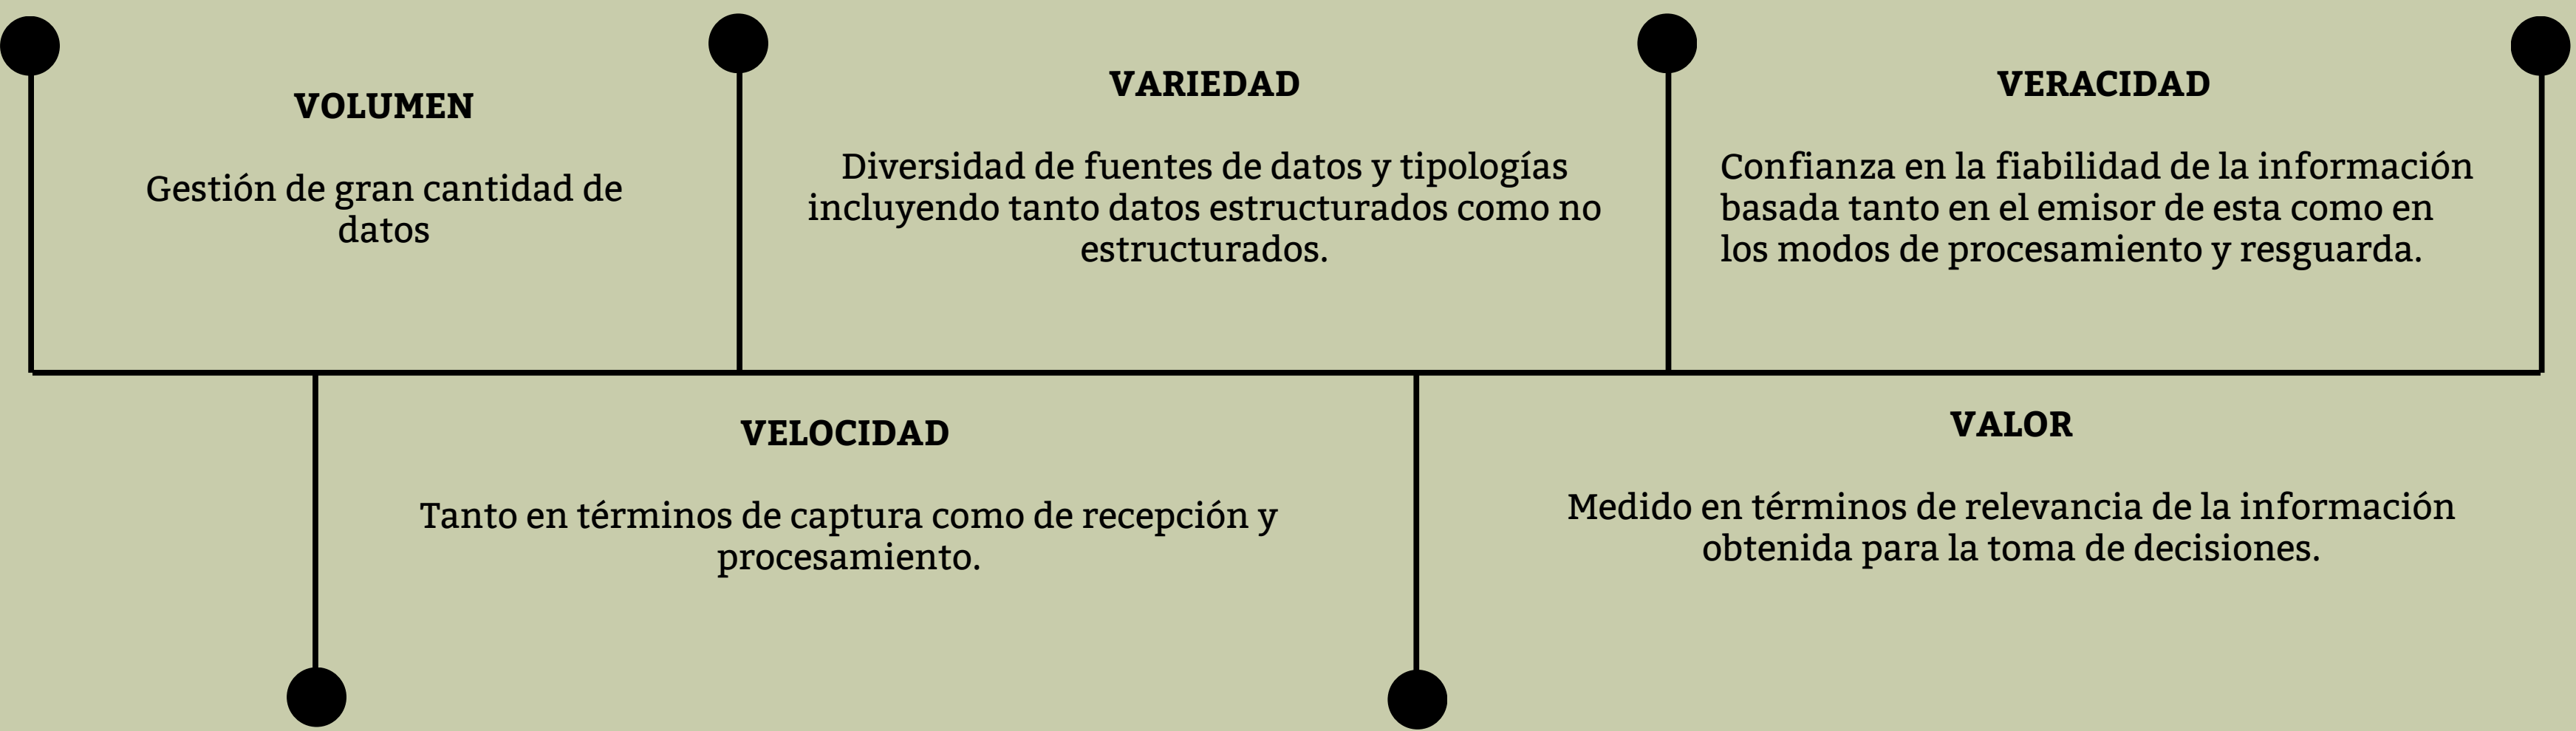 VOLUMEN
Gestión de gran cantidad de
datos
VARIEDAD
Diversidad de fuentes de datos y tipologías
incluyendo tanto datos estructurados como no
estructurados.
VERACIDAD
Confianza en la fiabilidad de la información
basada tanto en el emisor de esta como en
los modos de procesamiento y resguarda.
VELOCIDAD
Tanto en términos de captura como de recepción y
procesamiento.
VALOR
Medido en términos de relevancia de la información
obtenida para la toma de decisiones.